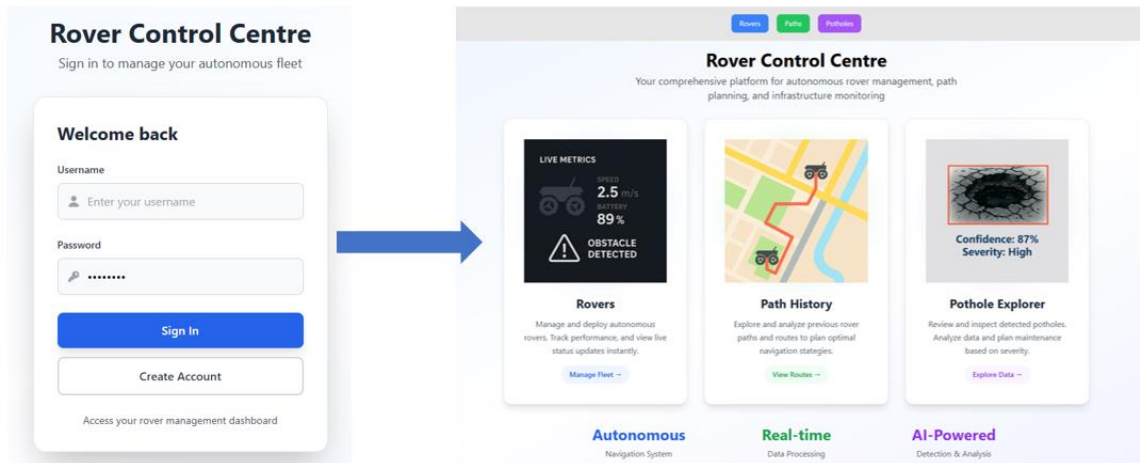 Rover Control Centre
Sign in to manage your autonomous fleet
Welcome back
Username
Enter your username
Password
Sign In
Create Account
Access your rover management dashboard
Rovers
Paths
Potholes
Rover Control Centre
Your comprehensive platform for autonomous rover management, path
planning, and infrastructure monitoring
LIVE METRICS
SPEED
2.5 m/s
BATTERY
89%
OBSTACLE
DETECTED
Rovers
Manage and deploy autonomous
rovers. Track performance, and view live
status updates instantly.
Manage Fleet →
Path History
Explore and analyze previous rover
paths and routes to plan optimal
navigation stategies.
View Routes →
Confidence: 87%
Severity: High
Pothole Explorer
Review and inspect detected potholes.
Analyze data and plan maintenance
based on severity.
Explore Data →
Autonomous
Navigation System
Real-time
Data Processing
AI-Powered
Detection & Analysis